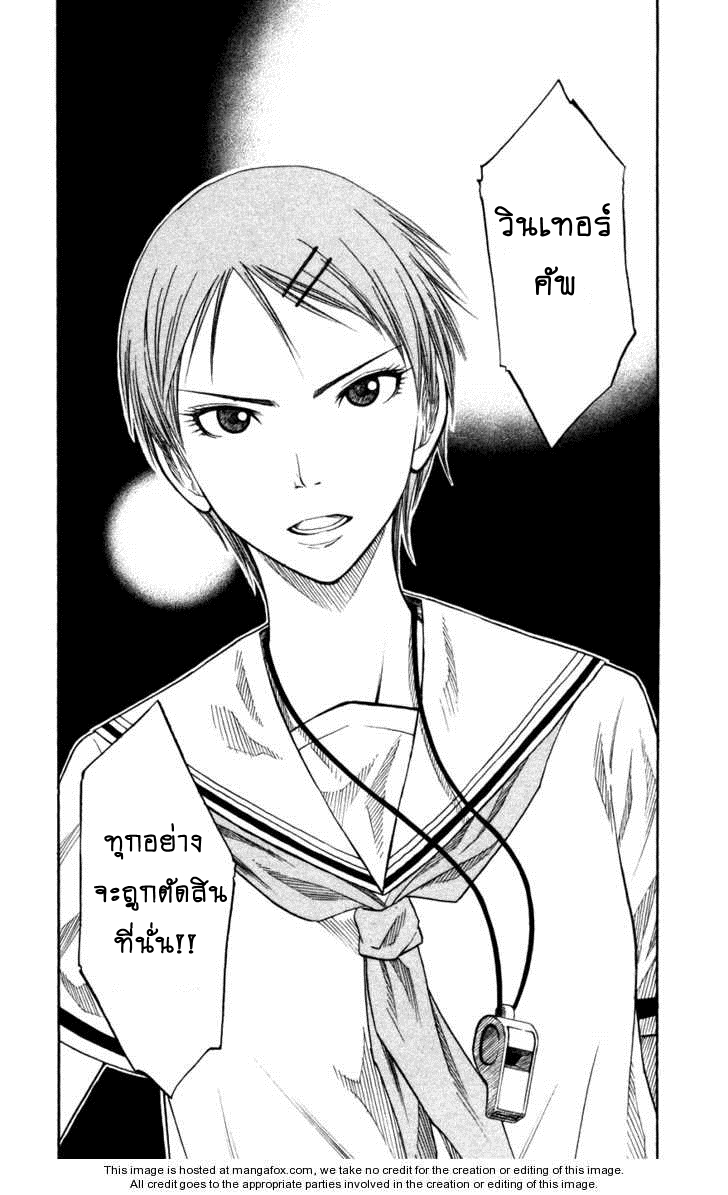 วินเทอร์
คัพ
ทุกอย่าง
จะถูกตัดสิน
ที่นั่น!!
This image is hosted at mangafox.com, we take no credit for the creation or editing of this image.
All credit goes to the appropriate parties involved in the creation or editing of this image.